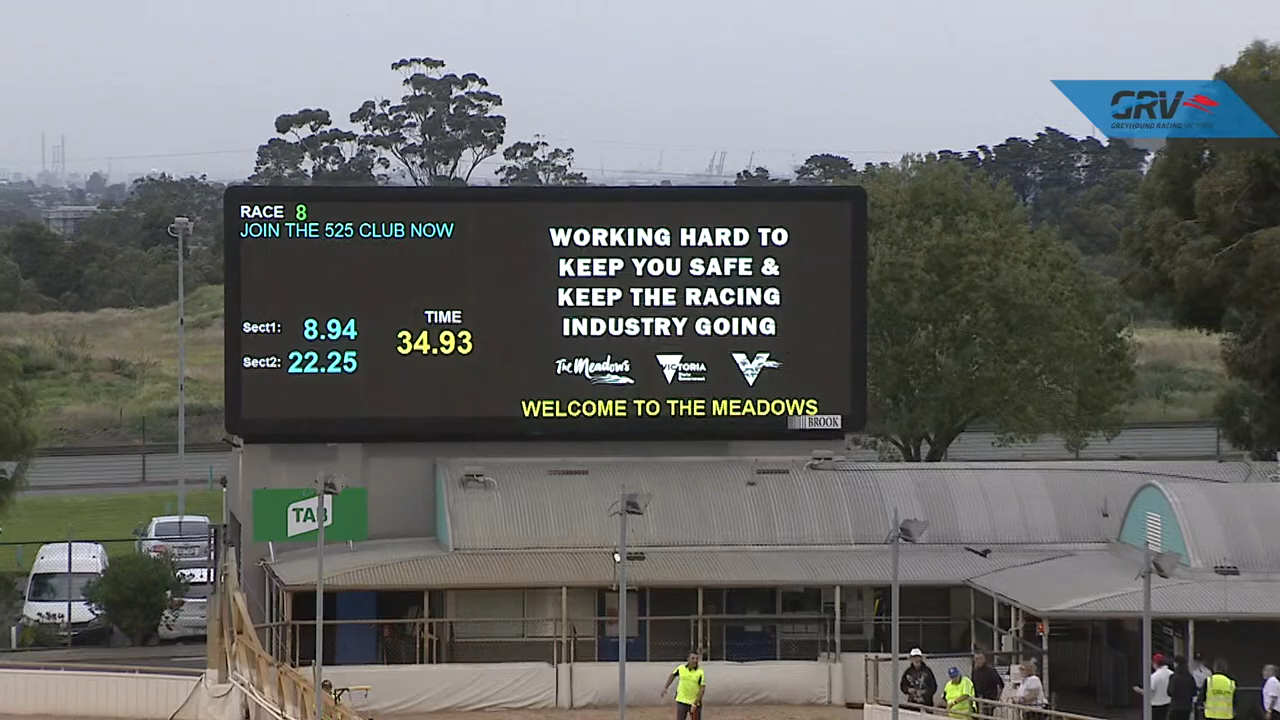 GRV
GREYHOUND RACING VICTORIA
RACE 8
JOIN THE 525 CLUB NOW
Sect1: 8.94
Sect2: 22.25
TIME
34.93
WORKING HARD TO
KEEP YOU SAFE &
KEEP THE RACING
INDUSTRY GOING
The Meadows
VICTORIA
State
Government
WELCOME TO THE MEADOWS
BROOK
TAB